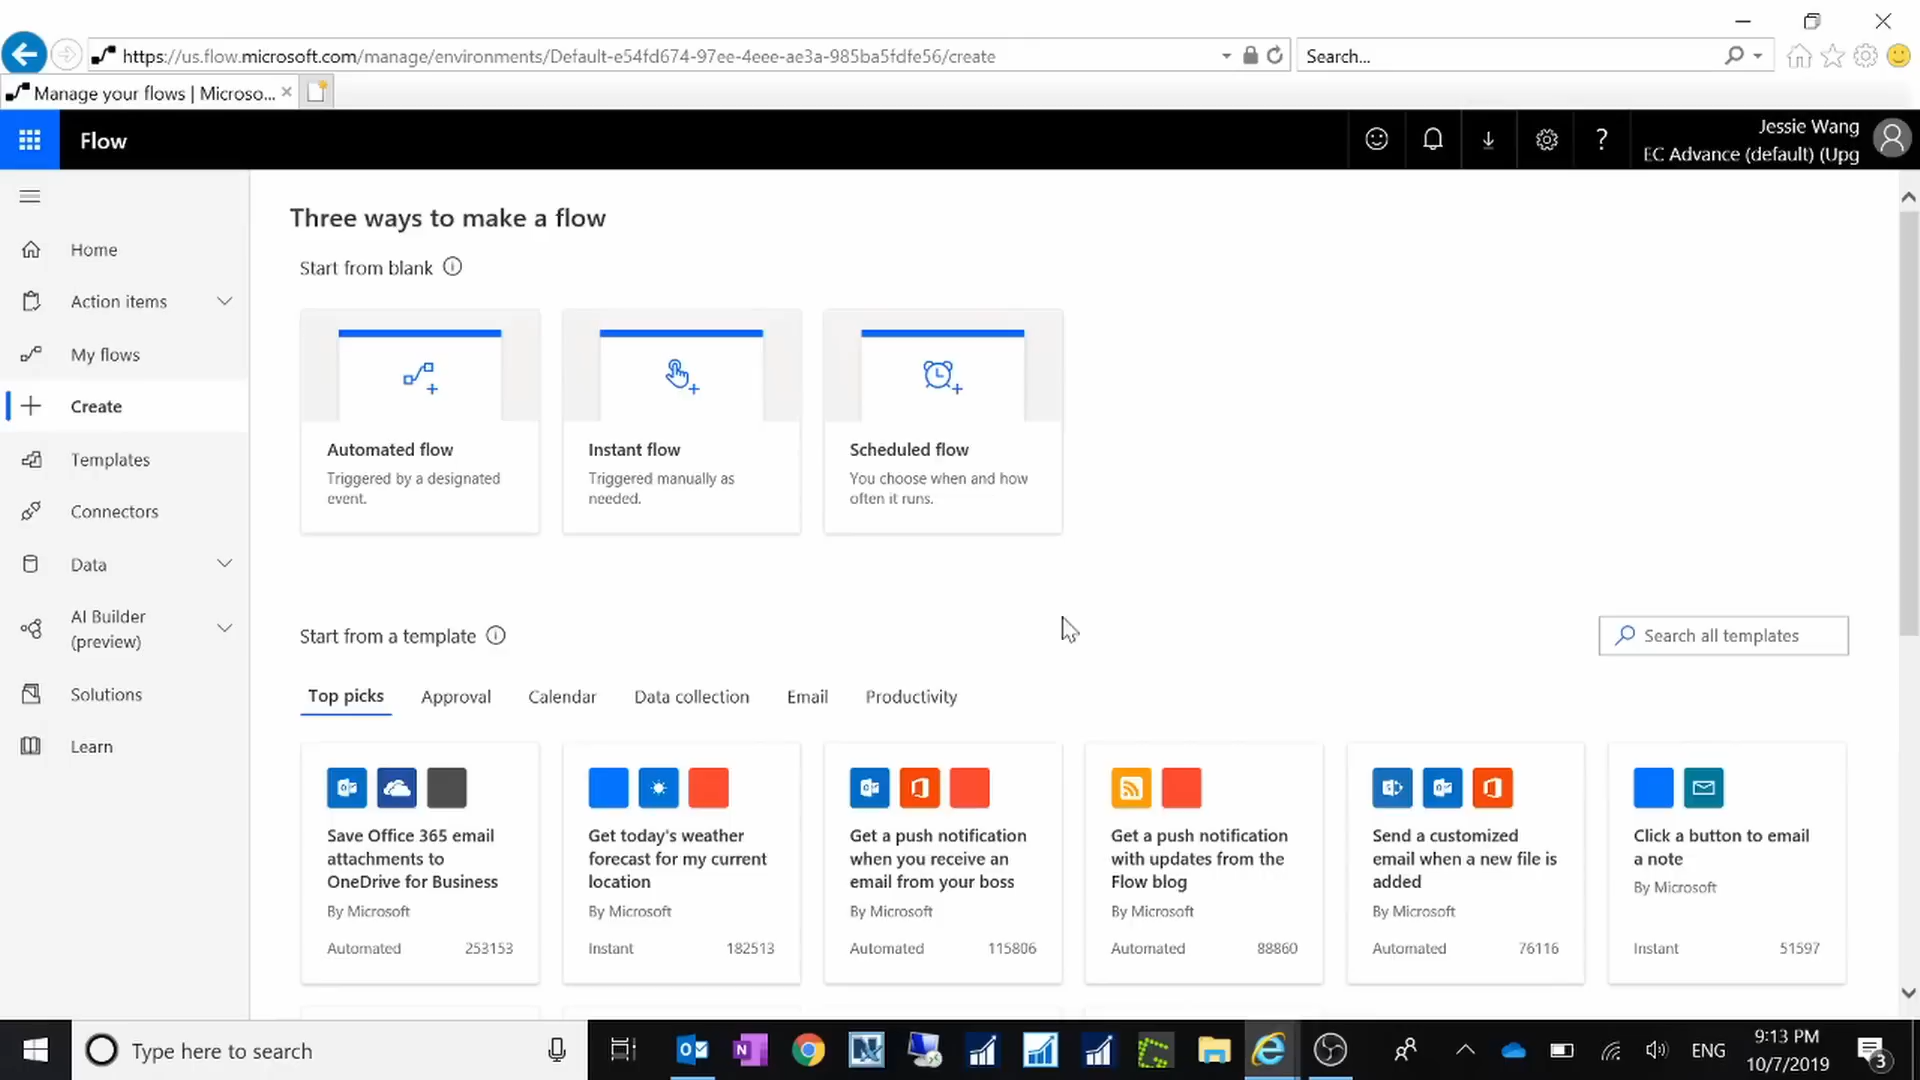 https://us.flow.microsoft.com/manage/environments/Default-e54fd674-97ee-4eee-ae3a-985ba5fdfe56/create
Search...
Manage your flows | Microso...
Flow
Jessie Wang
EC Advance (default) (Upg
Home
Action items
My flows
Create
Templates
Connectors
Data
AI Builder
(preview)
Solutions
Learn
Three ways to make a flow
Start from blank
Automated flow
Triggered by a designated
event.
Instant flow
Triggered manually as
needed.
Scheduled flow
You choose when and how
often it runs.
Start from a template
Search all templates
Top picks
Approval
Calendar
Data collection
Email
Productivity
Save Office 365 email
attachments to
OneDrive for Business
By Microsoft
Automated 253153
Get today's weather
forecast for my current
location
By Microsoft
Instant 182513
Get a push notification
when you receive an
email from your boss
By Microsoft
Automated 115806
Get a push notification
with updates from the
Flow blog
By Microsoft
Automated 88860
Send a customized
email when a new file is
added
By Microsoft
Automated 76116
Click a button to email
a note
By Microsoft
Instant 51597
Type here to search
ENG
9:13 PM
10/7/2019
3